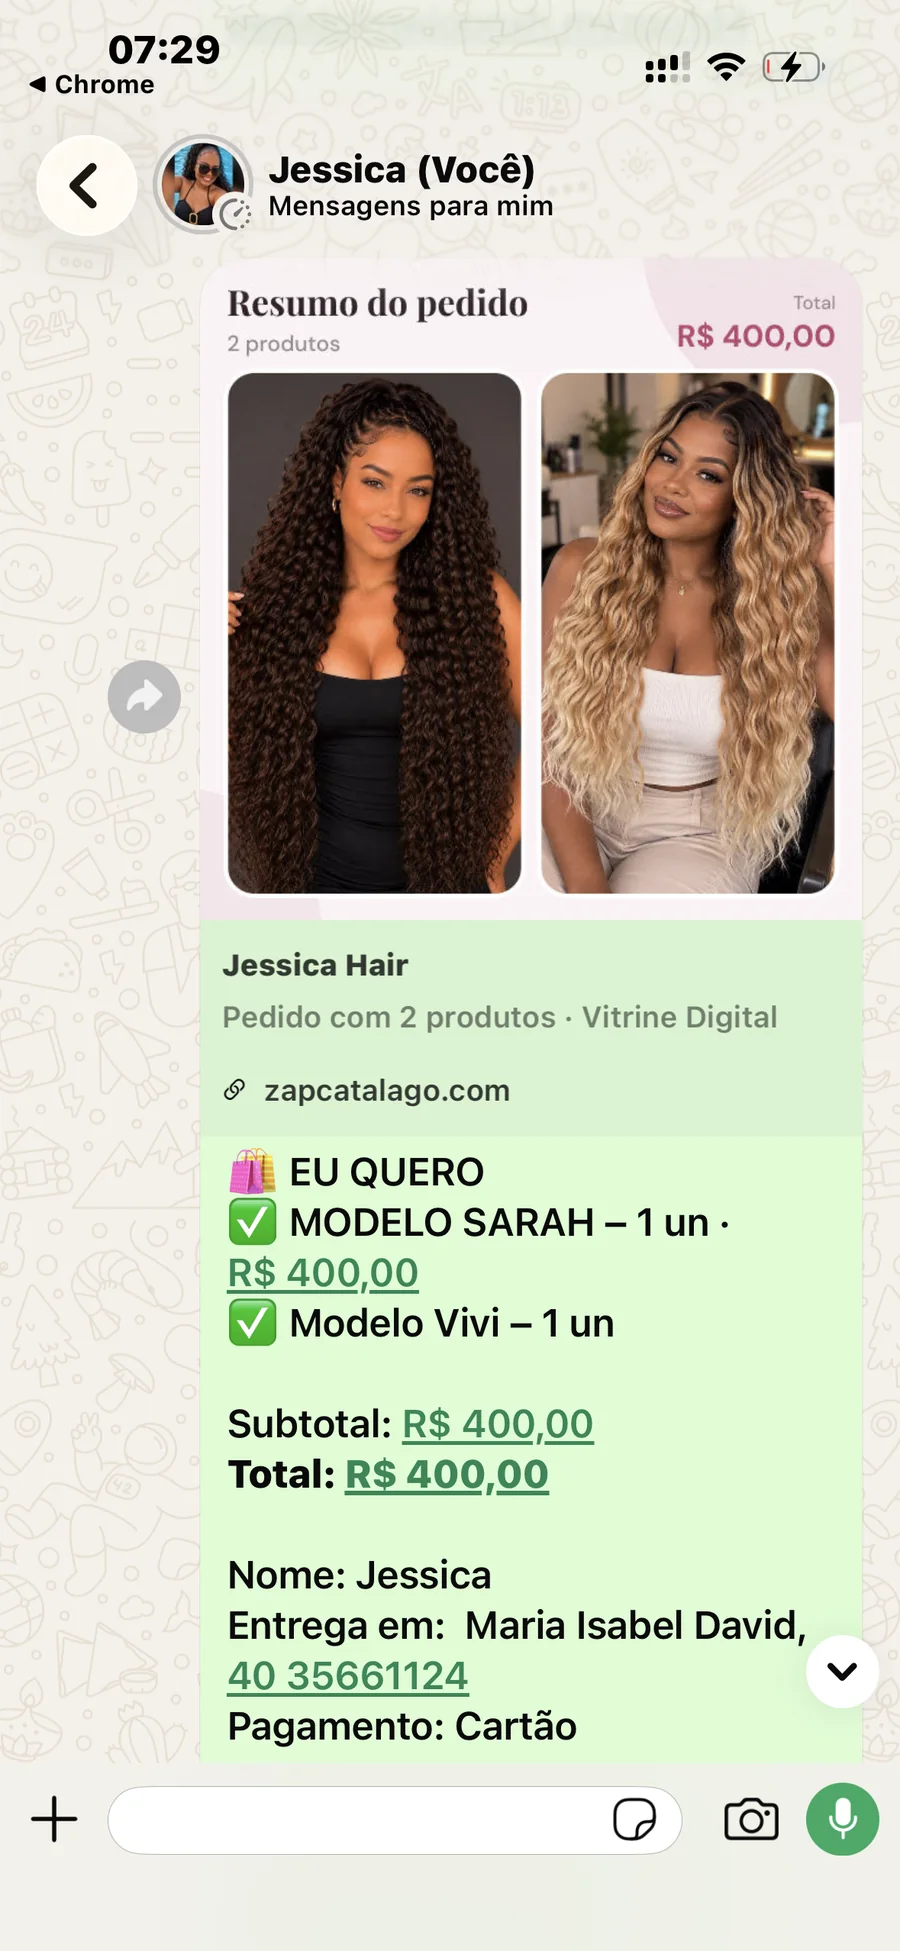 07:29
◀ Chrome
Jessica (Você)
Mensagens para mim
Resumo do pedido
2 produtos
Total
R$ 400,00
Jessica Hair
Pedido com 2 produtos · Vitrine Digital
zapcatalago.com
🛍️ EU QUERO
✅ MODELO SARAH – 1 un ·
R$ 400,00
✅ Modelo Vivi – 1 un
Subtotal: R$ 400,00
Total: R$ 400,00
Nome: Jessica
Entrega em:  Maria Isabel David,
40 35661124
Pagamento: Cartão